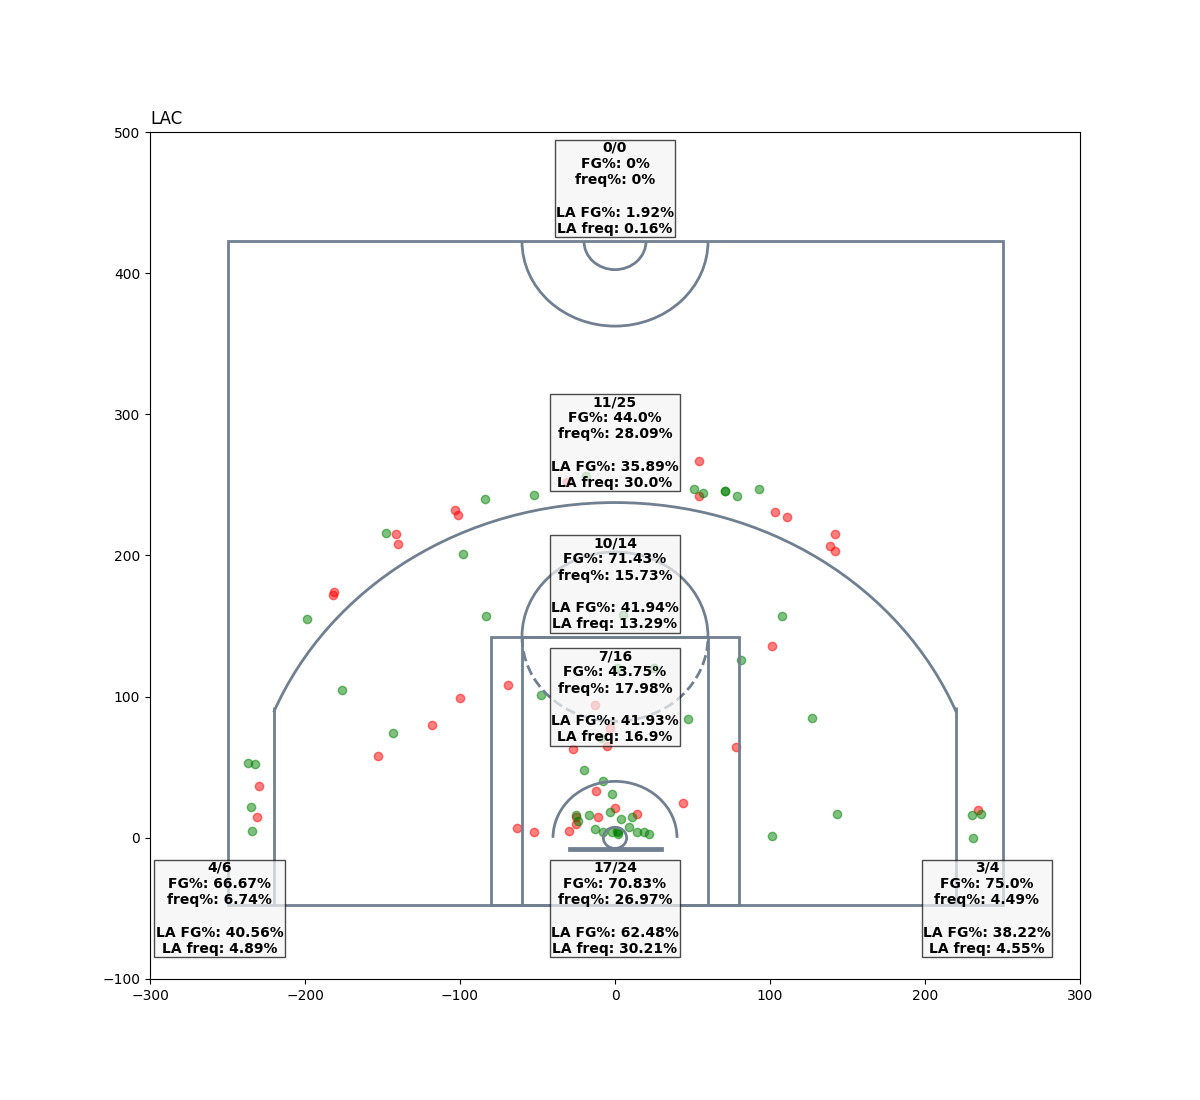 LAC
500
0/0
FG%: 0%
freq%: 0%
LA FG%: 1.92%
LA freq: 0.16%
400
300
11/25
FG%: 44.0%
freq%: 28.09%
LA FG%: 35.89%
LA freq: 30.0%
200
10/14
FG%: 71.43%
freq%: 15.73%
LA FG%: 41.94%
LA freq: 13.29%
7/16
FG%: 43.75%
freq%: 17.98%
LA FG%: 41.93%
LA freq: 16.9%
100
0
4/6
FG%: 66.67%
freq%: 6.74%
LA FG%: 40.56%
LA freq: 4.89%
17/24
FG%: 70.83%
freq%: 26.97%
LA FG%: 62.48%
LA freq: 30.21%
3/4
FG%: 75.0%
freq%: 4.49%
LA FG%: 38.22%
LA freq: 4.55%
−100
−300 −200 −100 0 100 200 300